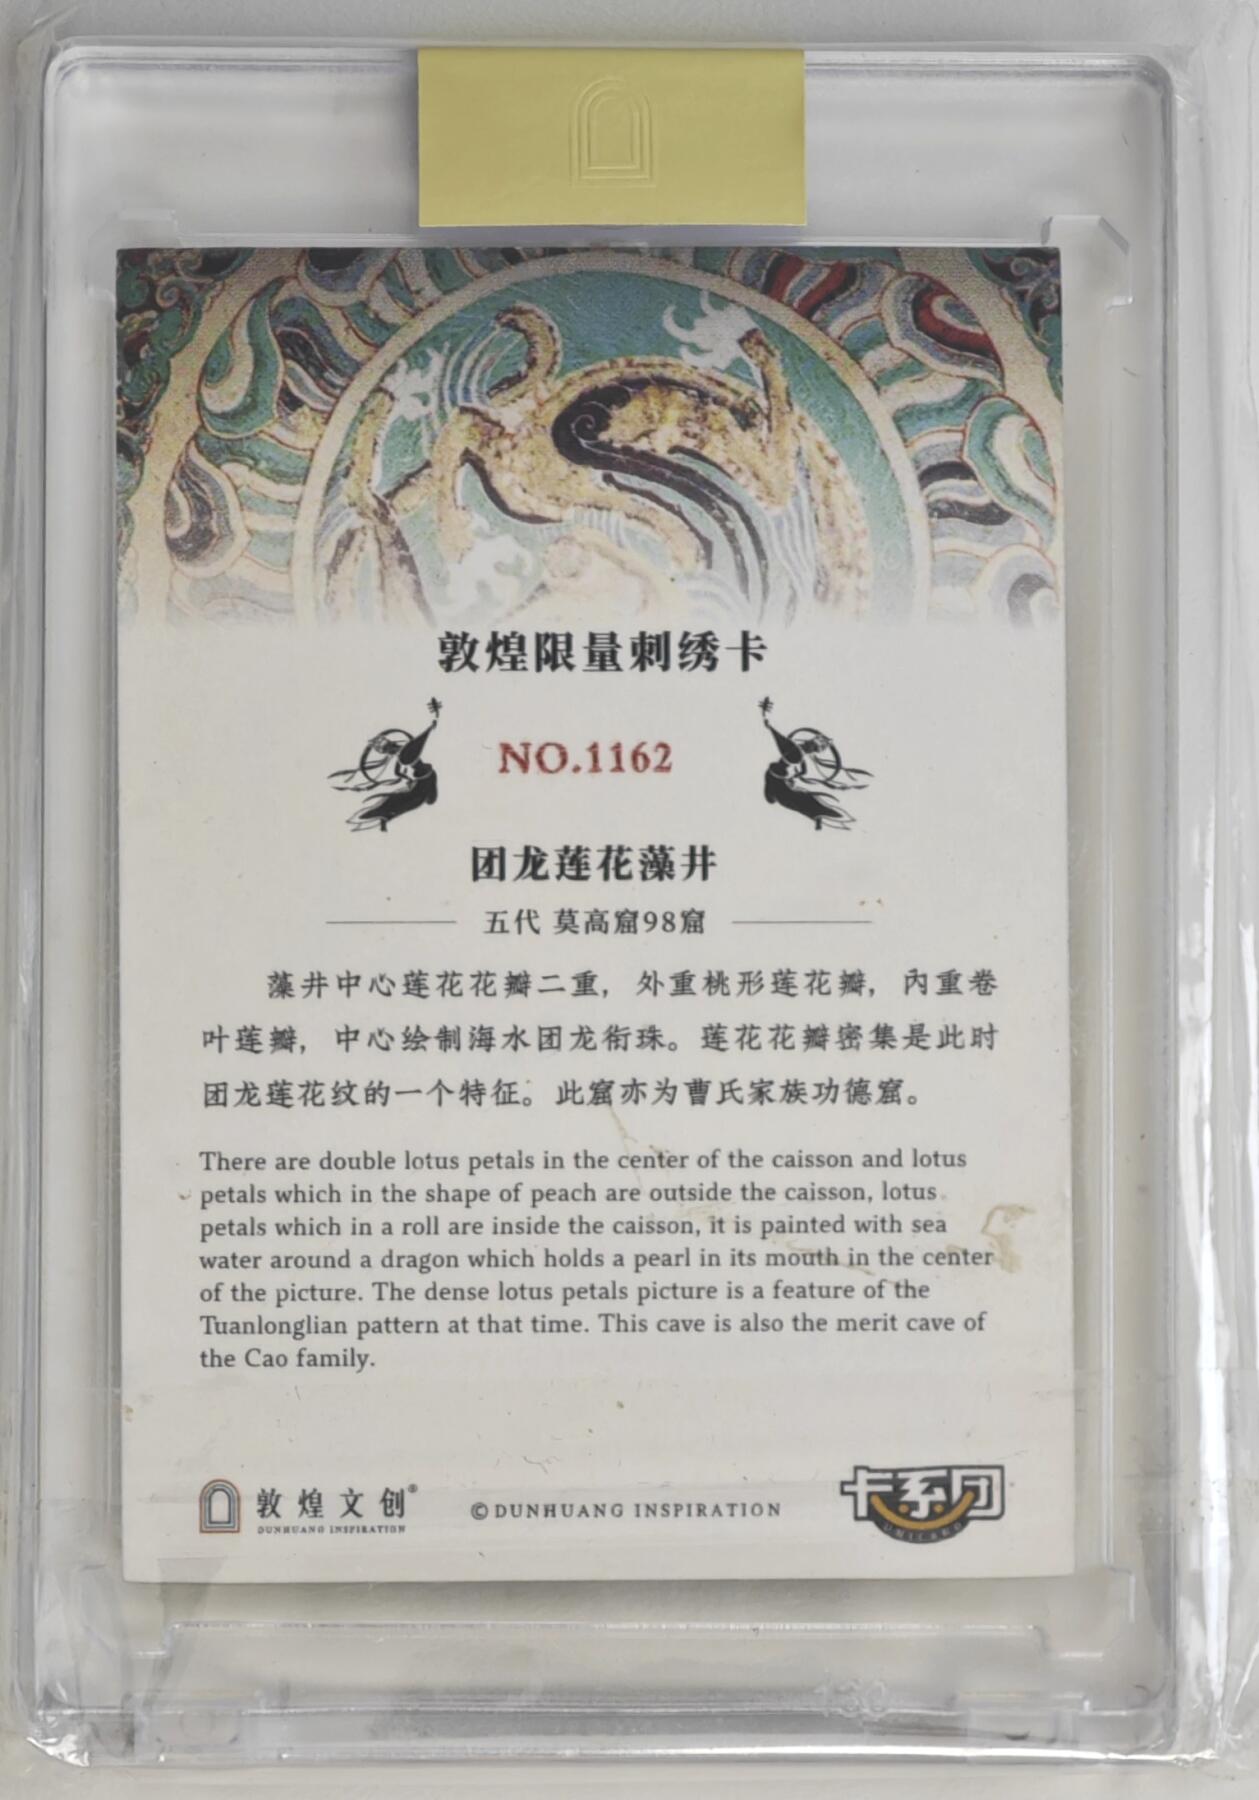 敦煌限量刺绣卡
NO.1162
团龙莲花藻井
五代 莫高窟98窟
藻井中心莲花花瓣二重，外重桃形莲花瓣，内重卷
叶莲瓣，中心绘制海水团龙衔珠。莲花花瓣密集是此时
团龙莲花纹的一个特征。此窟亦为曹氏家族功德窟。
There are double lotus petals in the center of the caisson and lotus
petals which in the shape of peach are outside the caisson, lotus
petals which in a roll are inside the caisson, it is painted with sea
water around a dragon which holds a pearl in its mouth in the center
of the picture. The dense lotus petals picture is a feature of the
Tuanlonglian pattern at that time. This cave is also the merit cave of
the Cao family.
敦煌文创®
DUNHUANG INSPIRATION
©DUNHUANG INSPIRATION
卡系团
UNICARD
130